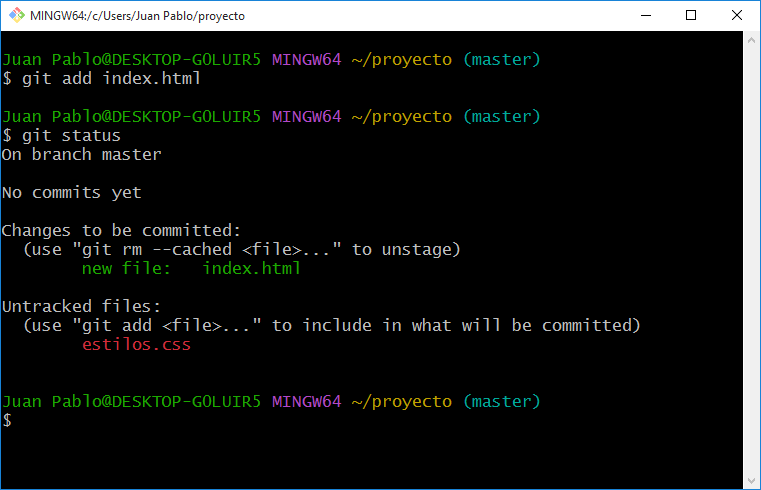 MINGW64:/c/Users/Juan Pablo/proyecto
Juan Pablo@DESKTOP-GOLUIR5 MINGW64 ~/proyecto (master)
$ git add index.html
Juan Pablo@DESKTOP-GOLUIR5 MINGW64 ~/proyecto (master)
$ git status
On branch master
No commits yet
Changes to be committed:
  (use "git rm --cached <file>..." to unstage)
        new file:   index.html
Untracked files:
  (use "git add <file>..." to include in what will be committed)
        estilos.css
Juan Pablo@DESKTOP-GOLUIR5 MINGW64 ~/proyecto (master)
$